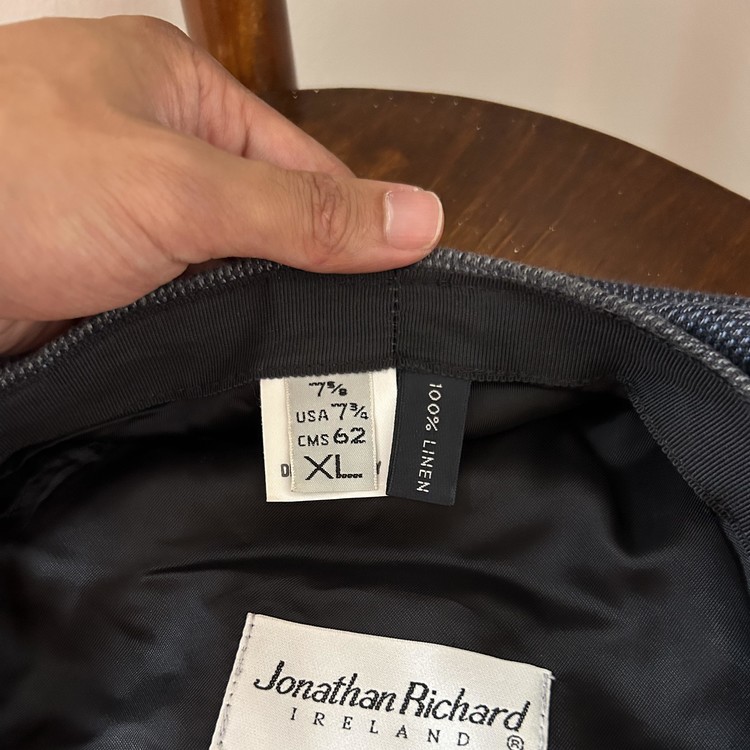 7⅝
USA 7¾
CMS 62
XL
100% LINEN
Jonathan Richard
IRELAND ®